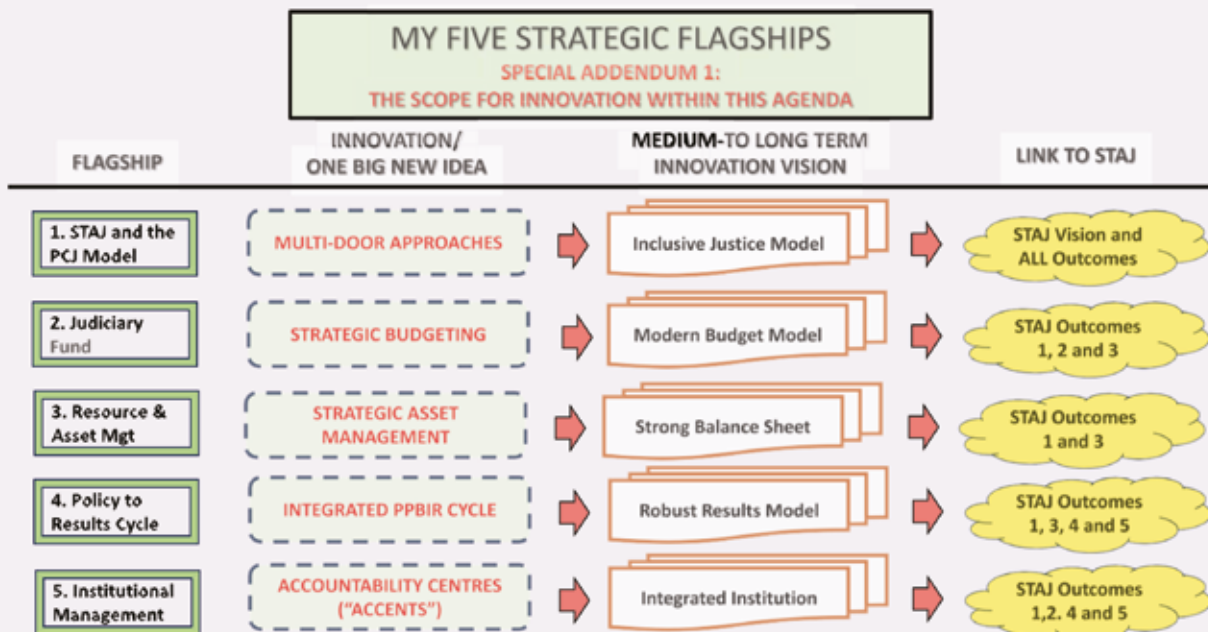 MY FIVE STRATEGIC FLAGSHIPS
SPECIAL ADDENDUM 1:
THE SCOPE FOR INNOVATION WITHIN THIS AGENDA
FLAGSHIP
INNOVATION/
ONE BIG NEW IDEA
MEDIUM-TO LONG TERM
INNOVATION VISION
LINK TO STAJ
1. STAJ and the
PCJ Model
MULTI-DOOR APPROACHES
Inclusive Justice Model
STAJ Vision and
ALL Outcomes
2. Judiciary
Fund
STRATEGIC BUDGETING
Modern Budget Model
STAJ Outcomes
1, 2 and 3
3. Resource &
Asset Mgt
STRATEGIC ASSET
MANAGEMENT
Strong Balance Sheet
STAJ Outcomes
1 and 3
4. Policy to
Results Cycle
INTEGRATED PPBIR CYCLE
Robust Results Model
STAJ Outcomes
1, 3, 4 and 5
5. Institutional
Management
ACCOUNTABILITY CENTRES
("ACCENTS")
Integrated Institution
STAJ Outcomes
1,2. 4 and 5